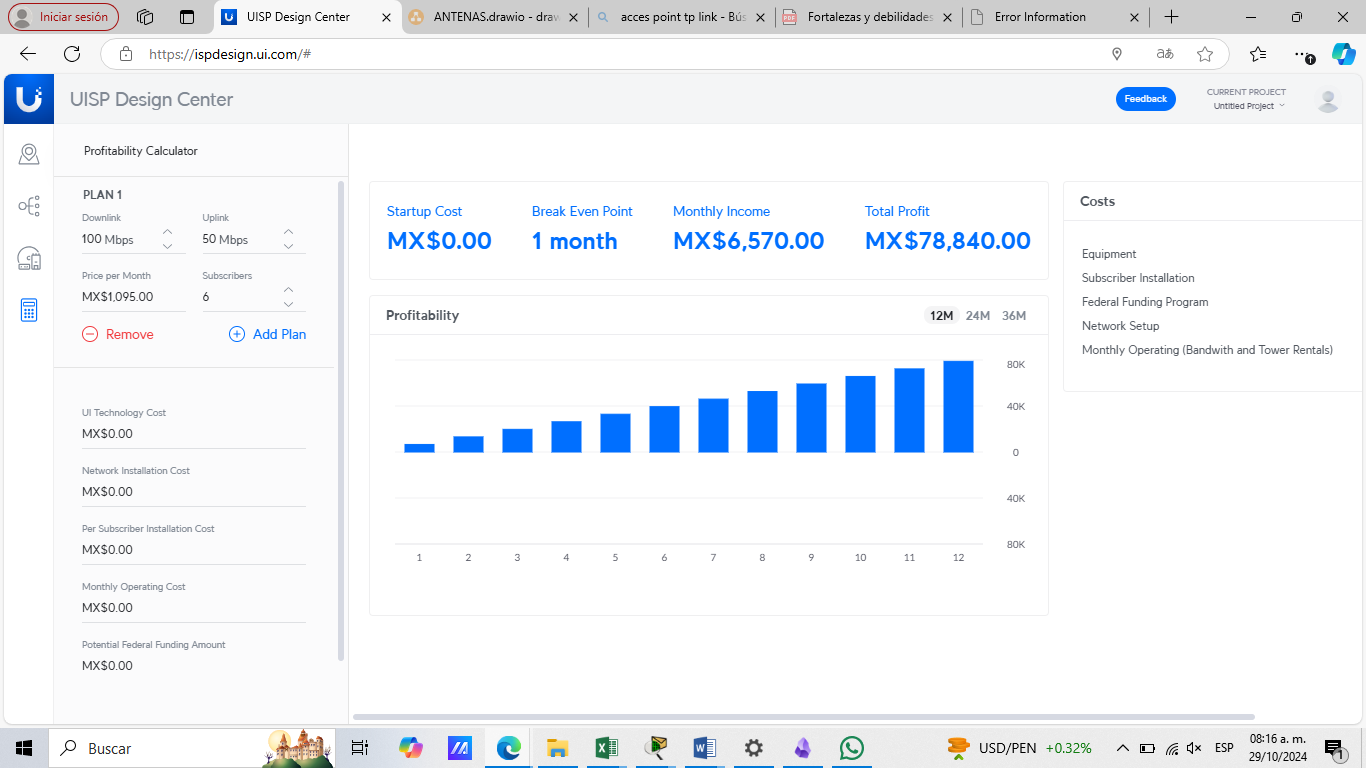 Iniciar sesión
UISP Design Center
ANTENAS.drawio - draw
acces point tp link - Bús
Fortalezas y debilidades
Error Information
https://ispdesign.ui.com/#
UISP Design Center
Feedback
CURRENT PROJECT
Untitled Project
Profitability Calculator
PLAN 1
Downlink
Uplink
100 Mbps
50 Mbps
Price per Month
Subscribers
MX$1,095.00
6
Remove
Add Plan
UI Technology Cost
MX$0.00
Network Installation Cost
MX$0.00
Per Subscriber Installation Cost
MX$0.00
Monthly Operating Cost
MX$0.00
Potential Federal Funding Amount
MX$0.00
Startup Cost
Break Even Point
Monthly Income
Total Profit
MX$0.00
1 month
MX$6,570.00
MX$78,840.00
Profitability
12M 24M 36M
80K
40K
0
40K
80K
1 2 3 4 5 6 7 8 9 10 11 12
Costs
Equipment
Subscriber Installation
Federal Funding Program
Network Setup
Monthly Operating (Bandwith and Tower Rentals)
Buscar
USD/PEN +0.32%
ESP
08:16 a. m.
29/10/2024
1